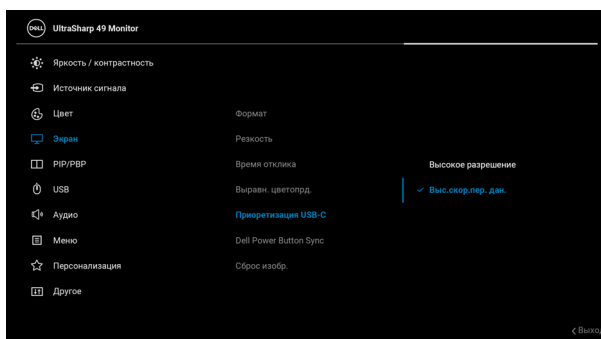 DELL UltraSharp 49 Monitor
Яркость / контрастность
Источник сигнала
Цвет
Формат
Экран
Резкость
PIP/PBP
Время отклика
Высокое разрешение
USB
Выравн. цветопрд.
Выс.скор.пер. дан.
Аудио
Приоретизация USB-C
Меню
Dell Power Button Sync
Персонализация
Сброс изобр.
Другое
Выход